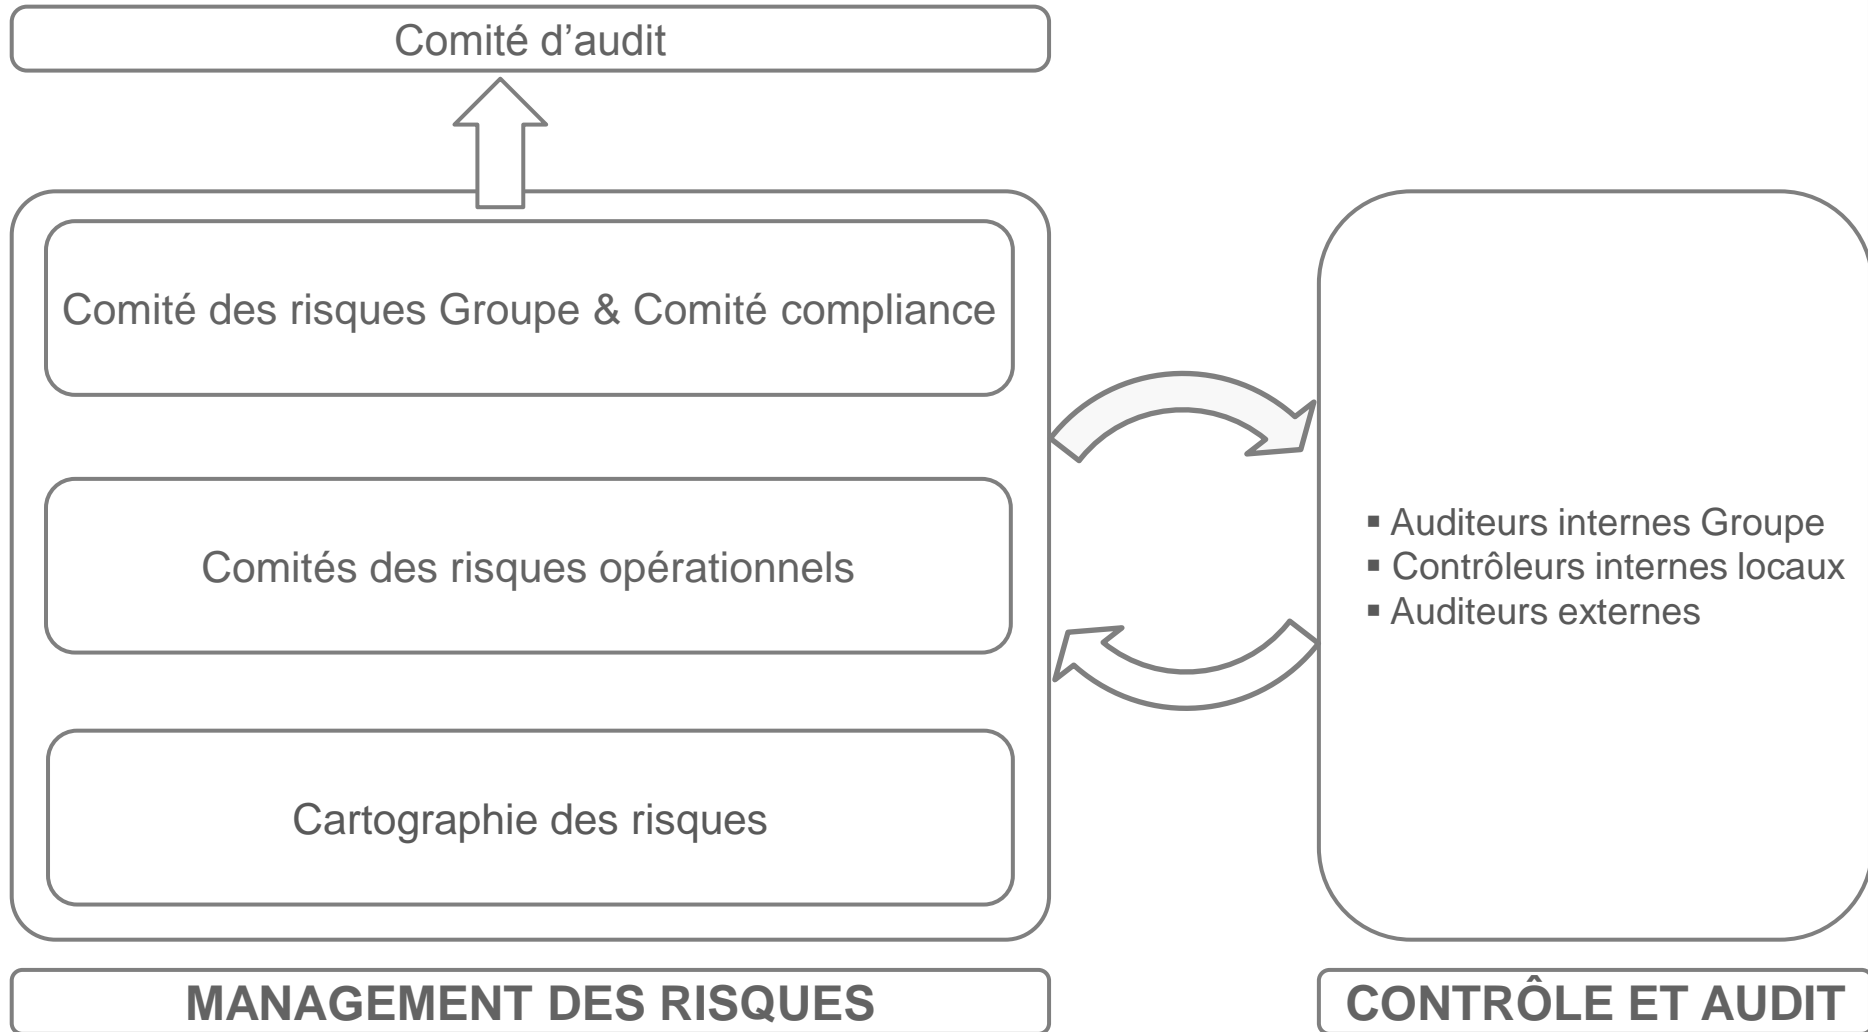 Comité d’audit
Comité des risques Groupe & Comité compliance
Comités des risques opérationnels
Cartographie des risques
MANAGEMENT DES RISQUES
▪ Auditeurs internes Groupe
▪ Contrôleurs internes locaux
▪ Auditeurs externes
CONTRÔLE ET AUDIT